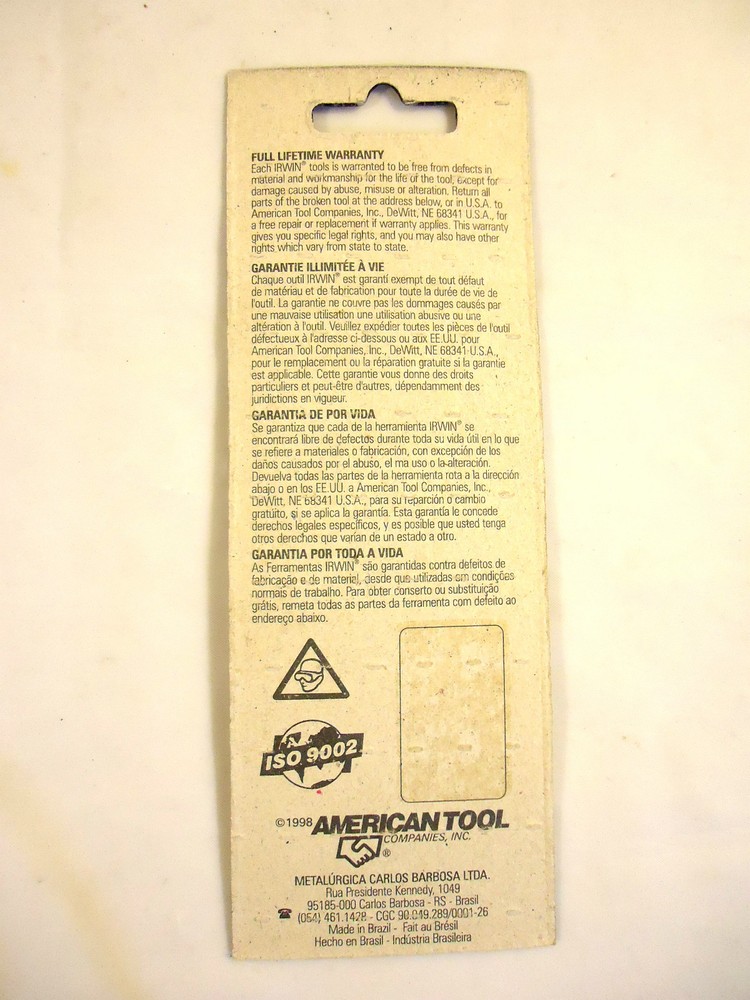 FULL LIFETIME WARRANTY
Each IRWIN® tools is warranted to be free from defects in
material and workmanship for the life of the tool, except for
damage caused by abuse, misuse or alteration. Return all
parts of the broken tool at the address below, or in U.S.A. to
American Tool Companies, Inc., DeWitt, NE 68341 U.S.A., for
a free repair or replacement if warranty applies. This warranty
gives you specific legal rights, and you may also have other
rights which vary from state to state.
GARANTIE ILLIMITÉE À VIE
Chaque outil IRWIN® est garanti exempt de tout défaut
de matériau et de fabrication pour toute la durée de vie de
l'outil. La garantie ne couvre pas les dommages causés par
une mauvaise utilisation une utilisation abusive ou une
altération à l'outil. Veuillez expédier toutes les pièces de l'outil
défectueux à l'adresse ci-dessous ou aux EE.UU. pour
American Tool Companies, Inc., DeWitt, NE 68341 U.S.A.,
pour le remplacement ou la réparation gratuite si la garantie
est applicable. Cette garantie vous donne des droits
particuliers et peut-être d'autres, dépendamment des
juridictions en vigueur.
GARANTIA DE POR VIDA
Se garantiza que cada de la herramienta IRWIN® se
encontrará libre de defectos durante toda su vida útil en lo que
se refiere a materiales o fabricación, con excepción de los
daños causados por el abuso, el ma uso o la alteración.
Devuelva todas las partes de la herramienta rota a la dirección
abajo o en los EE.UU. a American Tool Companies, Inc.,
DeWitt, NE 68341 U.S.A., para su reparción o cambio
gratuito, si se aplica la garantía. Esta garantía le concede
derechos legales específicos, y es posible que usted tenga
otros derechos que varían de un estado a otro.
GARANTIA POR TODA A VIDA
As Ferramentas IRWIN® são garantidas contra defeitos de
fabricação e de material, desde que utilizadas em condições
normais de trabalho. Para obter conserto ou substituição
grátis, remeta todas as partes da ferramenta com defeito ao
endereço abaixo.
ISO 9002
©1998 AMERICAN TOOL
COMPANIES, INC.
®
METALÚRGICA CARLOS BARBOSA LTDA.
Rua Presidente Kennedy, 1049
95185-000 Carlos Barbosa - RS - Brasil
(054) 461.1428 - CGC 90.049.289/0001-26
Made in Brazil - Fait au Brésil
Hecho en Brasil - Indústria Brasileira